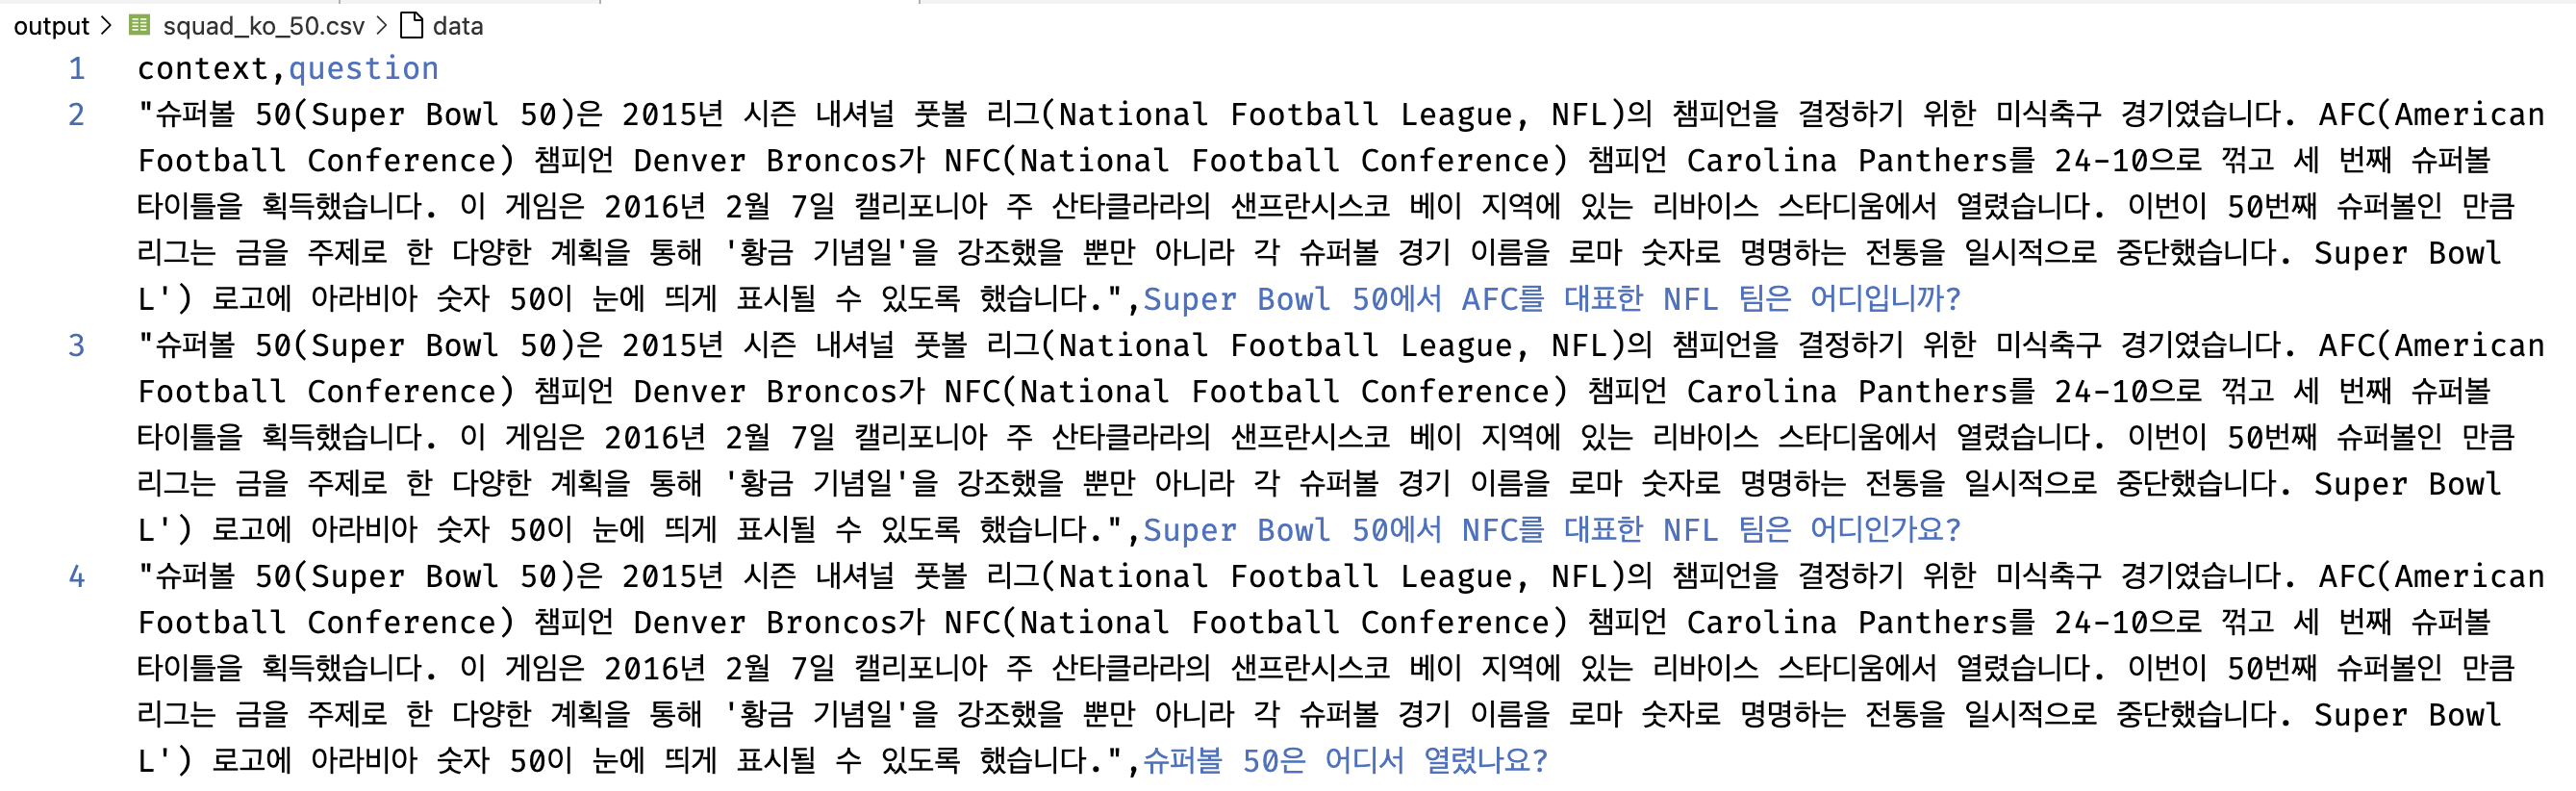 output > squad_ko_50.csv > data
1 context,question
2 "슈퍼볼 50(Super Bowl 50)은 2015년 시즌 내셔널 풋볼 리그(National Football League, NFL)의 챔피언을 결정하기 위한 미식축구 경기였습니다. AFC(American
Football Conference) 챔피언 Denver Broncos가 NFC(National Football Conference) 챔피언 Carolina Panthers를 24-10으로 꺾고 세 번째 슈퍼볼
타이틀을 획득했습니다. 이 게임은 2016년 2월 7일 캘리포니아 주 산타클라라의 샌프란시스코 베이 지역에 있는 리바이스 스타디움에서 열렸습니다. 이번이 50번째 슈퍼볼인 만큼
리그는 금을 주제로 한 다양한 계획을 통해 '황금 기념일'을 강조했을 뿐만 아니라 각 슈퍼볼 경기 이름을 로마 숫자로 명명하는 전통을 일시적으로 중단했습니다. Super Bowl
L') 로고에 아라비아 숫자 50이 눈에 띄게 표시될 수 있도록 했습니다.",Super Bowl 50에서 AFC를 대표한 NFL 팀은 어디입니까?
3 "슈퍼볼 50(Super Bowl 50)은 2015년 시즌 내셔널 풋볼 리그(National Football League, NFL)의 챔피언을 결정하기 위한 미식축구 경기였습니다. AFC(American
Football Conference) 챔피언 Denver Broncos가 NFC(National Football Conference) 챔피언 Carolina Panthers를 24-10으로 꺾고 세 번째 슈퍼볼
타이틀을 획득했습니다. 이 게임은 2016년 2월 7일 캘리포니아 주 산타클라라의 샌프란시스코 베이 지역에 있는 리바이스 스타디움에서 열렸습니다. 이번이 50번째 슈퍼볼인 만큼
리그는 금을 주제로 한 다양한 계획을 통해 '황금 기념일'을 강조했을 뿐만 아니라 각 슈퍼볼 경기 이름을 로마 숫자로 명명하는 전통을 일시적으로 중단했습니다. Super Bowl
L') 로고에 아라비아 숫자 50이 눈에 띄게 표시될 수 있도록 했습니다.",Super Bowl 50에서 NFC를 대표한 NFL 팀은 어디인가요?
4 "슈퍼볼 50(Super Bowl 50)은 2015년 시즌 내셔널 풋볼 리그(National Football League, NFL)의 챔피언을 결정하기 위한 미식축구 경기였습니다. AFC(American
Football Conference) 챔피언 Denver Broncos가 NFC(National Football Conference) 챔피언 Carolina Panthers를 24-10으로 꺾고 세 번째 슈퍼볼
타이틀을 획득했습니다. 이 게임은 2016년 2월 7일 캘리포니아 주 산타클라라의 샌프란시스코 베이 지역에 있는 리바이스 스타디움에서 열렸습니다. 이번이 50번째 슈퍼볼인 만큼
리그는 금을 주제로 한 다양한 계획을 통해 '황금 기념일'을 강조했을 뿐만 아니라 각 슈퍼볼 경기 이름을 로마 숫자로 명명하는 전통을 일시적으로 중단했습니다. Super Bowl
L') 로고에 아라비아 숫자 50이 눈에 띄게 표시될 수 있도록 했습니다.",슈퍼볼 50은 어디서 열렸나요?